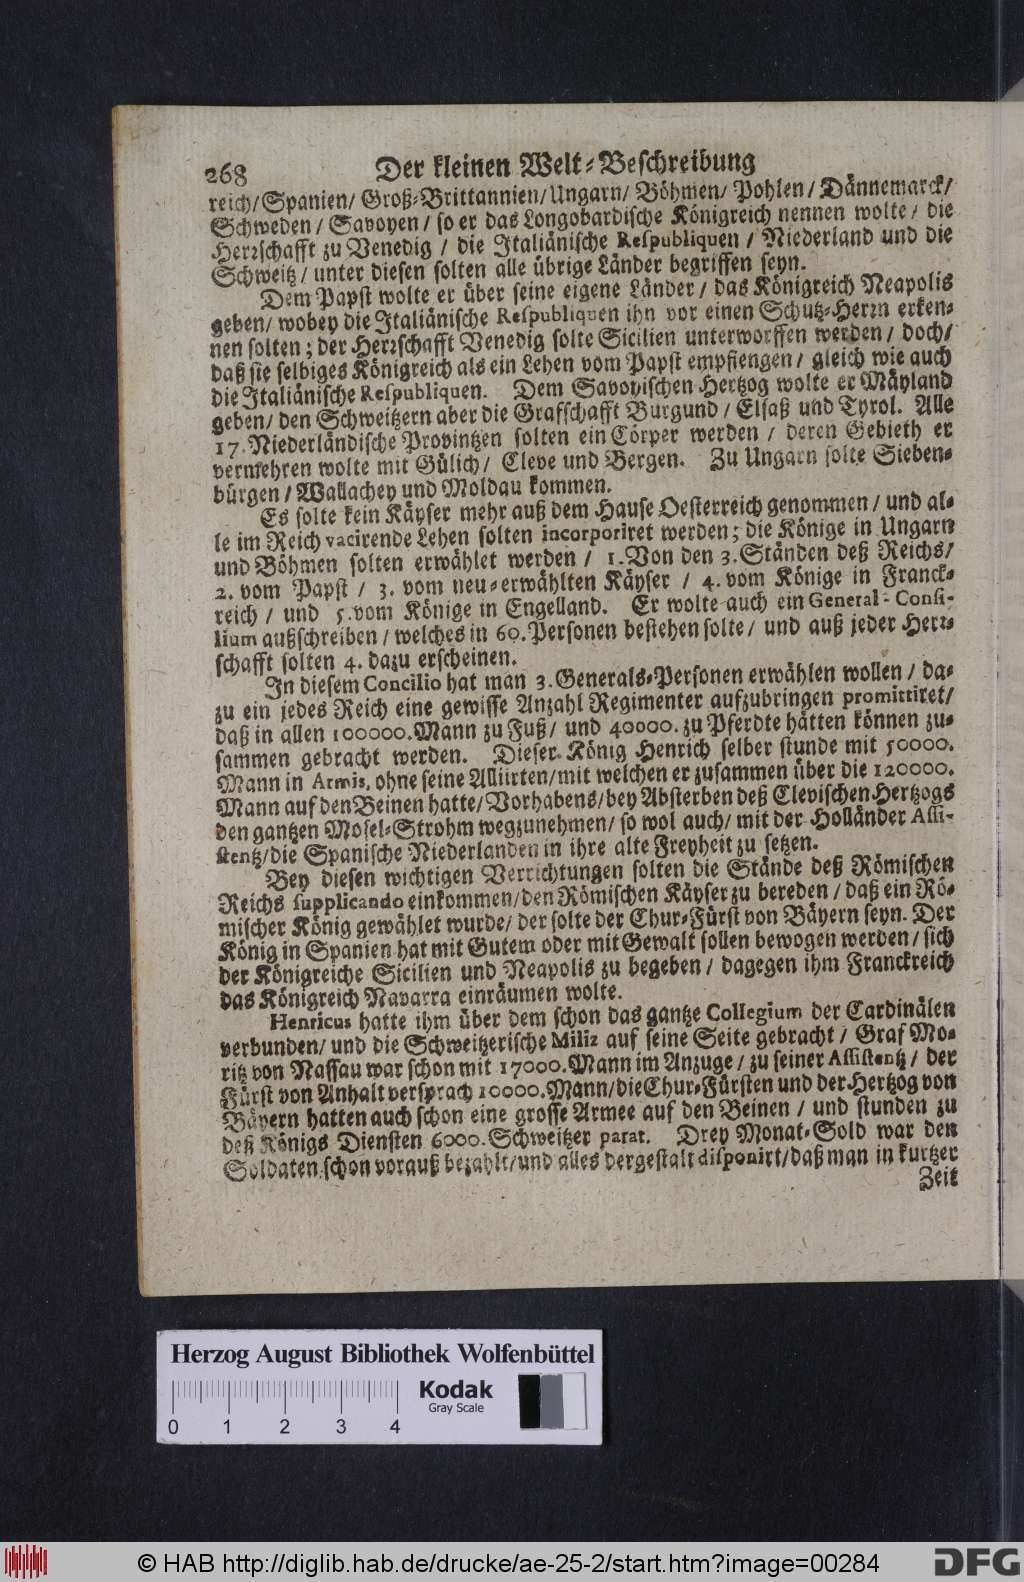 268 Der kleinen Welt-Beschreibung
reich/ Spanien/ Groß-Brittannien/ Ungarn/ Böhmen/ Pohlen/ Dännemarck/
Schweden/ Savoyen/ so er das Longobardische Königreich nennen wolte/ die
Herrschafft zu Venedig/ die Italiänische Respubliquen/ Niederland und die
Schweitz/ unter diesen solten alle übrige Länder begriffen seyn.
Dem Papst wolte er über seine eigene Länder/ das Königreich Neapolis
geben/ wobey die Italiänische Respubliquen ihn vor einen Schutz-Herrn erken-
nen solten; der Herrschafft Venedig solte Sicilien unterworffen werden/ doch/
daß sie selbiges Königreich als ein Lehen vom Papst empfiengen/ gleich wie auch
die Italiänische Respubliquen. Dem Savoyischen Hertzog wolte er Mäyland
geben/ den Schweitzern aber die Grafschafft Burgund/ Elsaß und Tyrol. Alle
17. Niederländische Provintzen solten ein Cörper werden/ deren Gebieth er
vermehren wolte mit Gülich/ Cleve und Bergen. Zu Ungarn solte Sieben-
bürgen/ Wallachey und Moldau kommen.
Es solte kein Käyser mehr auß dem Hause Oesterreich genommen/ und al-
le im Reich vacirende Lehen solten incorporiret werden; die Könige in Ungarn
und Böhmen solten erwählet werden/ 1. Von den 3. Ständen deß Reichs/
2. vom Papst/ 3. vom neu-erwählten Käyser/ 4. vom Könige in Franck-
reich/ und 5. vom Könige in Engelland. Er wolte auch ein General-Consi-
lium außschreiben/ welches in 60. Personen bestehen solte/ und auß jeder Herr-
schafft solten 4. dazu erscheinen.
In diesem Concilio hat man 3. Generals-Personen erwählen wollen/ da-
zu ein jedes Reich eine gewisse Anzahl Regimenter aufzubringen promittiret/
daß in allen 100000. Mann zu Fuß/ und 40000. zu Pferdte hätten können zu-
sammen gebracht werden. Dieser König Henrich selber stunde mit 50000.
Mann in Armis, ohne seine Alliirten/ mit welchen er zusammen über die 120000.
Mann auf den Beinen hatte/ Vorhabens/ bey Absterben deß Clevischen Hertzogs
den gantzen Mosel-Strohm wegzunehmen/ so wol auch/ mit der Holländer Assi-
stentz/ die Spanische Niederlanden in ihre alte Freyheit zu setzen.
Bey diesen wichtigen Verrichtungen solten die Stände deß Römischen
Reichs supplicando einkommen/ den Römischen Käyser zu bereden/ daß ein Rö-
mischer König gewählet wurde/ der solte der Chur-Fürst von Bäyern seyn. Der
König in Spanien hat mit Gutem oder mit Gewalt sollen bewogen werden/ sich
der Königreiche Sicilien und Neapolis zu begeben/ dagegen ihm Franckreich
das Königreich Navarra einräumen wolte.
Henricus hatte ihm über dem schon das gantze Collegium der Cardinälen
verbunden/ und die Schweitzerische Miliz auf seine Seite gebracht/ Graf Mo-
ritz von Nassau war schon mit 17000. Mann im Anzuge/ zu seiner Assistentz/ der
Fürst von Anhalt versprach 10000. Mann/ die Chur-Fürsten und der Hertzog von
Bäyern hatten auch schon eine grosse Armee auf den Beinen/ und stunden zu
deß Königs Diensten 6000. Schweitzer parat. Drey Monat-Sold war den
Soldaten schon vorauß bezahlt/ und alles dergestalt disponirt/ daß man in kurtzer
Zeit
Herzog August Bibliothek Wolfenbüttel
Kodak
Gray Scale
0 1 2 3 4
© HAB http://diglib.hab.de/drucke/ae-25-2/start.htm?image=00284
DFG